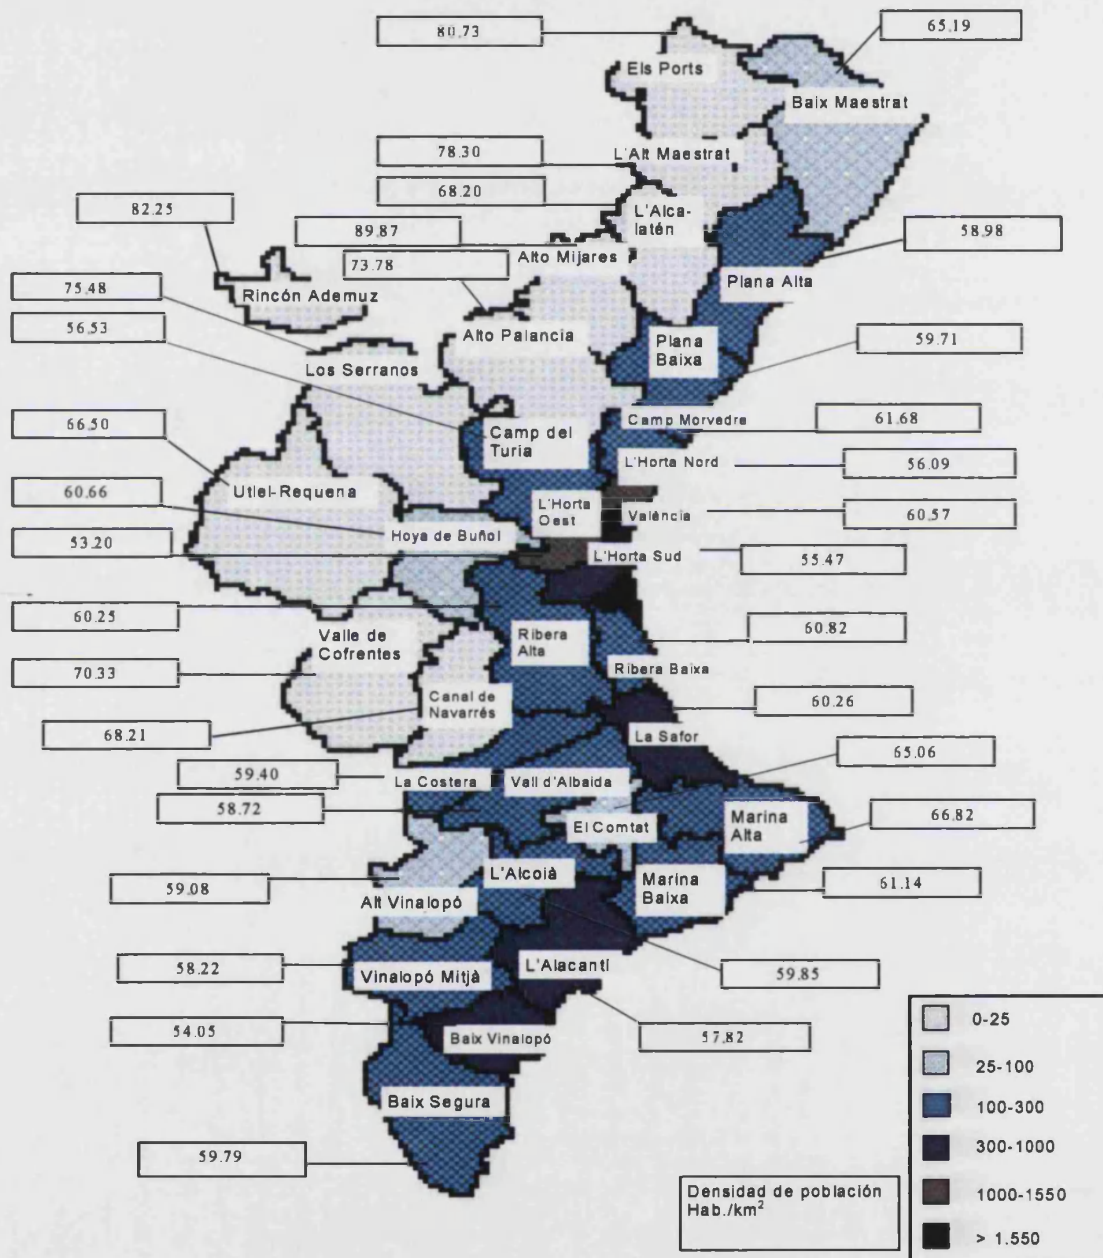 80.73
65.19
Els Ports
Baix Maestrat
78.30
L'Alt Maestrat
68.20
82.25
L'Alca-
latén
89.87
58.98
Alto Mijares
73.78
Plana Alta
75.48
Rincón Ademuz
56.53
Alto Palancia
Plana
Baixa
59.71
Los Serranos
66.50
Camp Morvedre
61.68
Camp del
Turia
L'Horta Nord
56.09
60.66
Utiel-Requena
L'Horta
Oest
València
60.57
53.20
Hoya de Buñol
L'Horta Sud
55.47
60.25
Valle de
Cofrentes
Ribera
Alta
60.82
70.33
Ribera Baixa
Canal de
Navarrés
60.26
68.21
La Safor
65.06
59.40
La Costera
Vall d'Albaida
58.72
El Comtat
Marina
Alta
66.82
59.08
L'Alcoià
Marina
Baixa
61.14
Alt Vinalopó
58.22
Vinalopó Mitjà
L'Alacantí
59.85
54.05
Baix Vinalopó
57.82
Baix Segura
59.79
0-25
25-100
100-300
300-1000
1000-1550
> 1.550
Densidad de población
Hab./km²